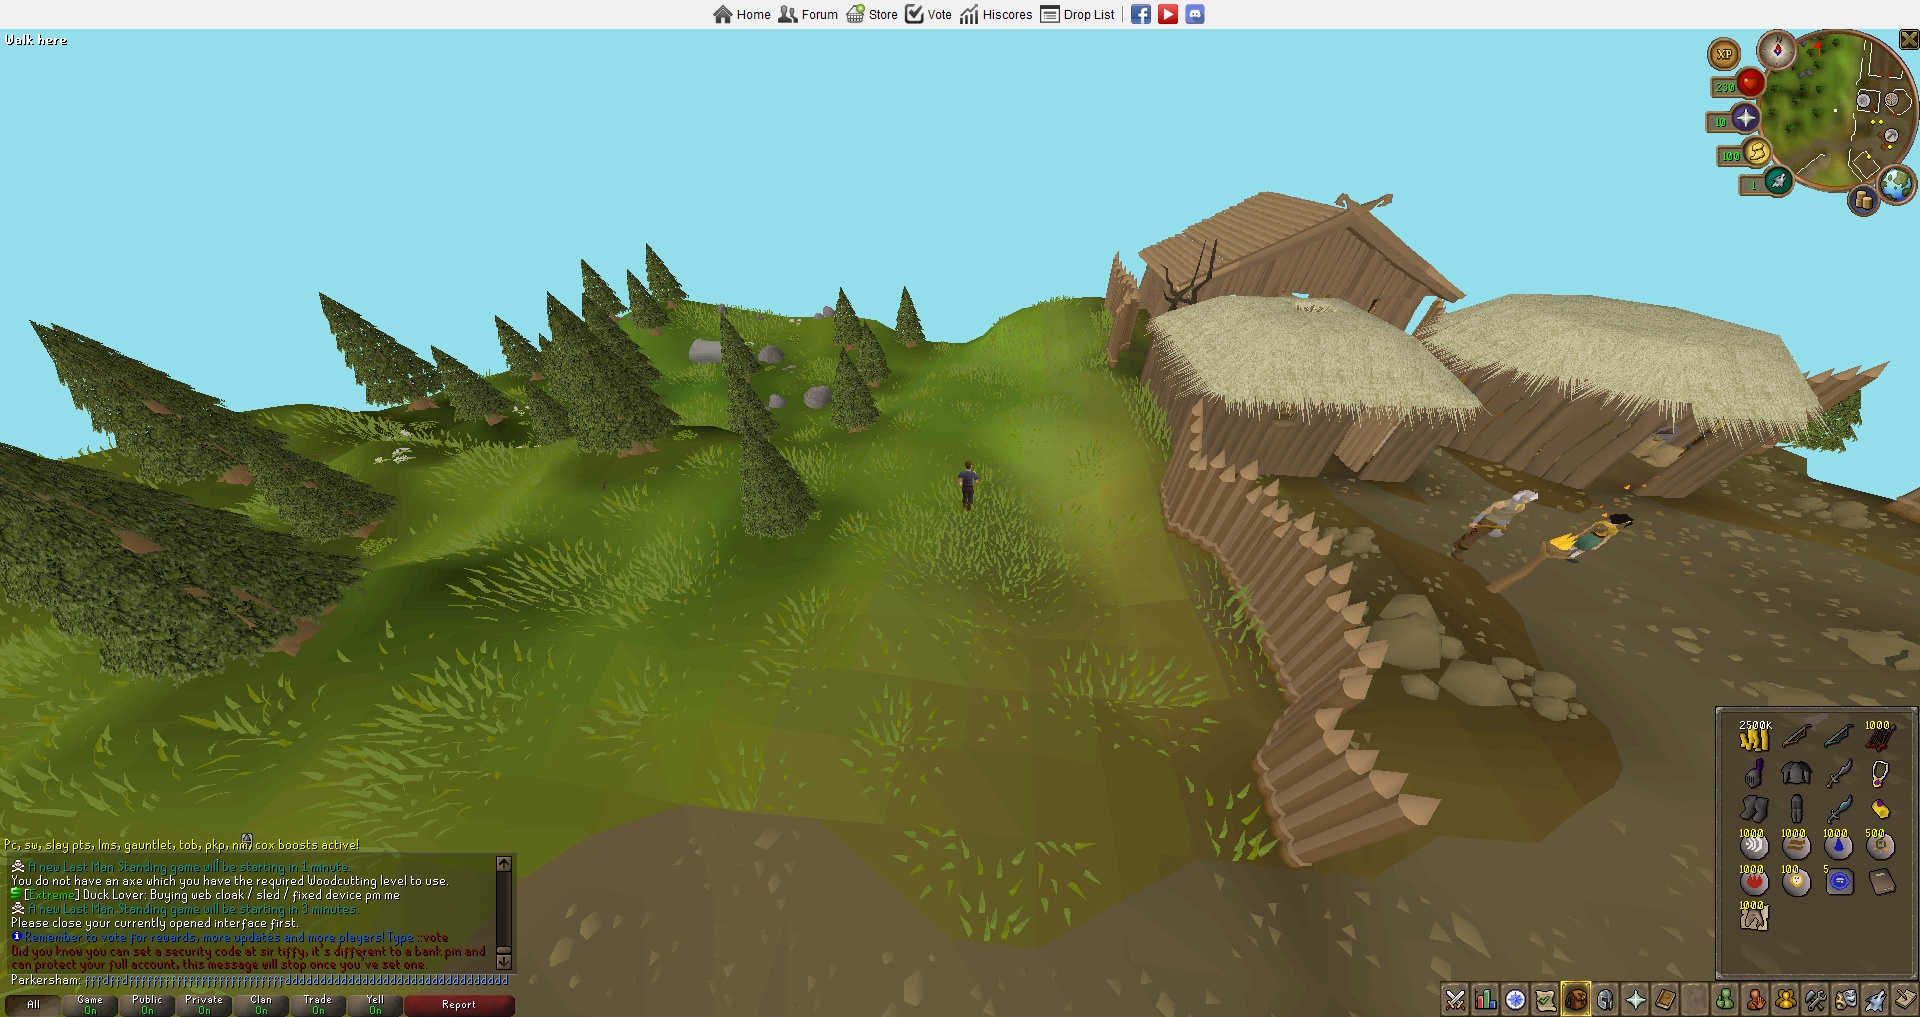 Home Forum Store Vote Hiscores Drop List
Walk here
XP
N
230
10
100
1
Pc, sw, slay pts, lms, gauntlet, tob, pkp, nm, cox boosts active!
A new Last Man Standing game will be starting in 1 minute
You do not have an axe which you have the required Woodcutting level to use.
[Extreme] Duck Lover: Buying web cloak / sled / fixed device pm me
A new Last Man Standing game will be starting in 3 minutes.
Please close your currently opened interface first.
Remember to vote for rewards, more updates and more players! Type ::vote
Did you know you can set a security code at sir tiffy, it's different to a bank pin and
can protect your full account, this message will stop once you've set one.
Parkersham:
All Game On Public On Private On Clan On Trade On Yell On Report
2500K 1000
1000 1000 1000 500
1000 100 5
1000